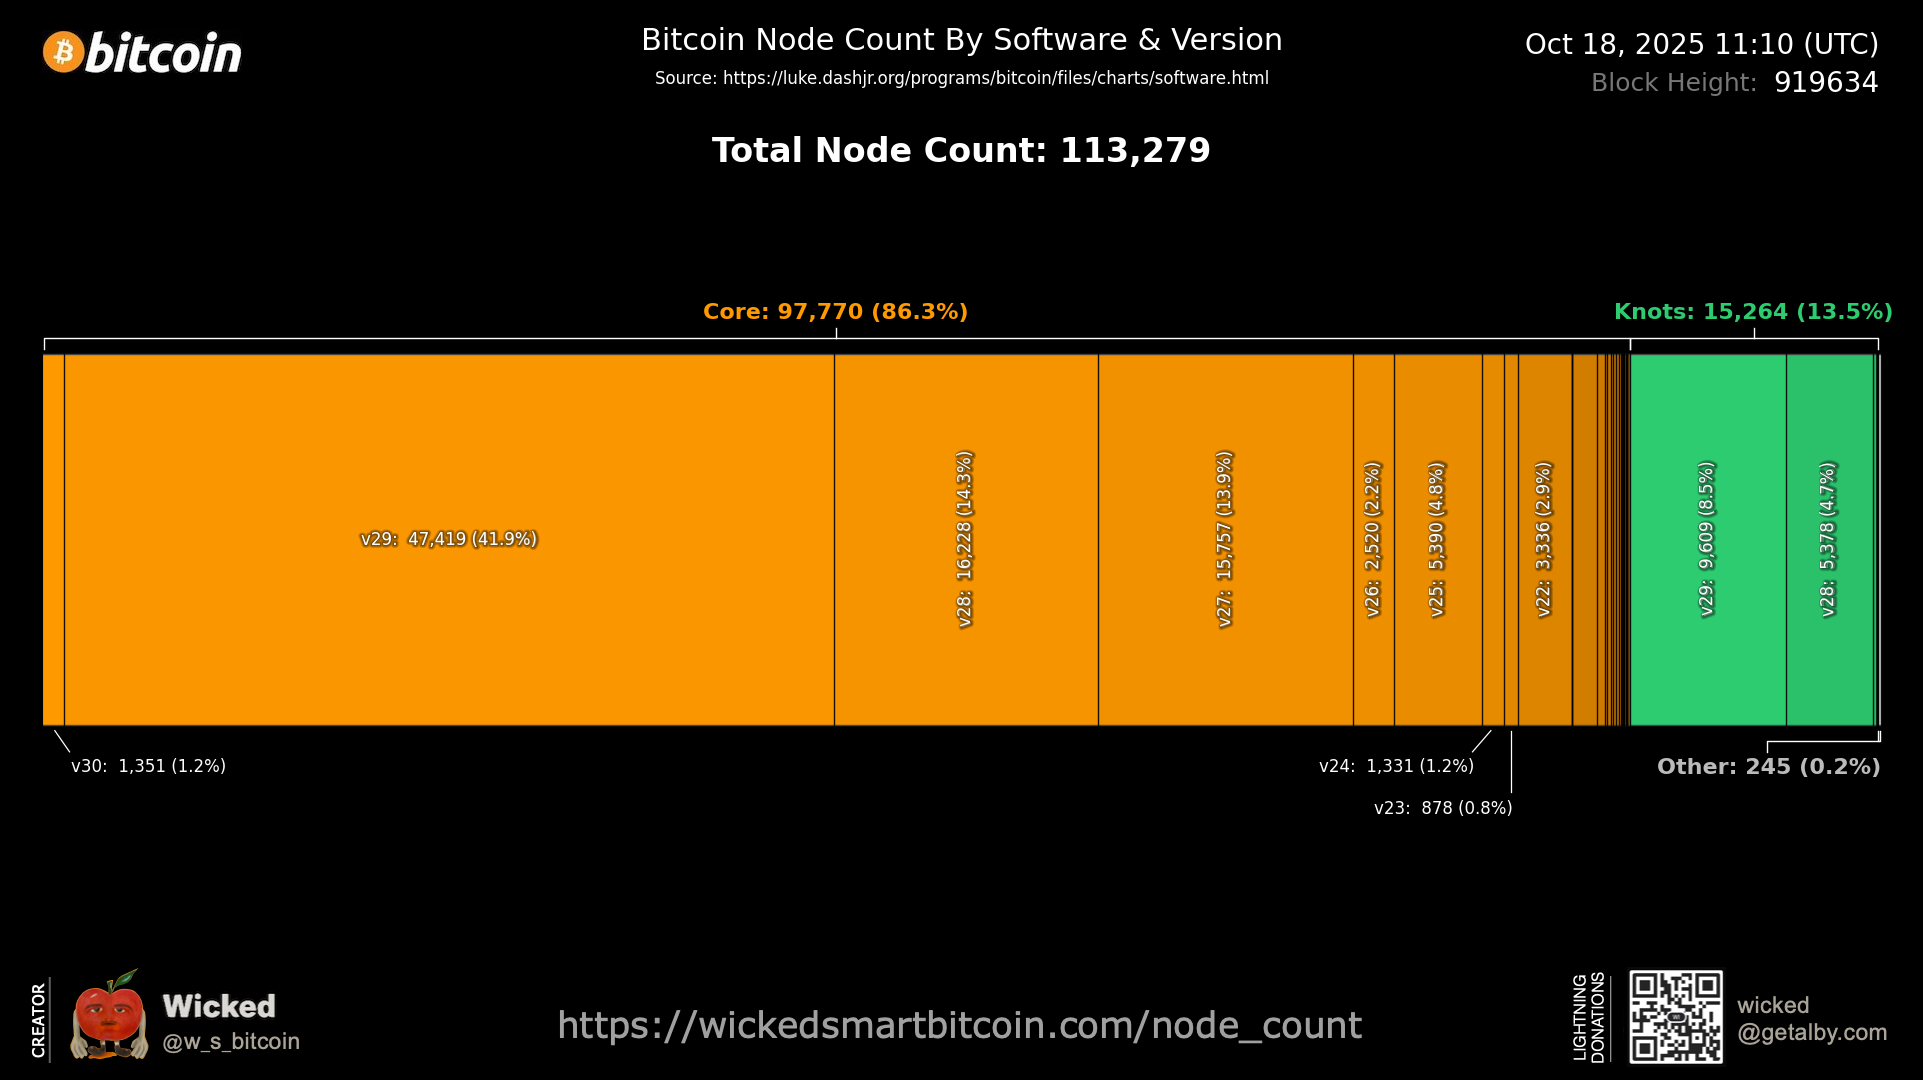 bitcoin
Bitcoin Node Count By Software & Version
Source: https://luke.dashjr.org/programs/bitcoin/files/charts/software.html
Oct 18, 2025 11:10 (UTC)
Block Height: 919634
Total Node Count: 113,279
Core: 97,770 (86.3%)
Knots: 15,264 (13.5%)
v29: 47,419 (41.9%)
v28: 16,228 (14.3%)
v27: 15,757 (13.9%)
v26: 2,520 (2.2%)
v25: 5,390 (4.8%)
v22: 3,336 (2.9%)
v29: 9,609 (8.5%)
v28: 5,378 (4.7%)
v30: 1,351 (1.2%)
v24: 1,331 (1.2%)
Other: 245 (0.2%)
v23: 878 (0.8%)
CREATOR
Wicked
@w_s_bitcoin
https://wickedsmartbitcoin.com/node_count
LIGHTNING
DONATIONS
wicked
@getalby.com